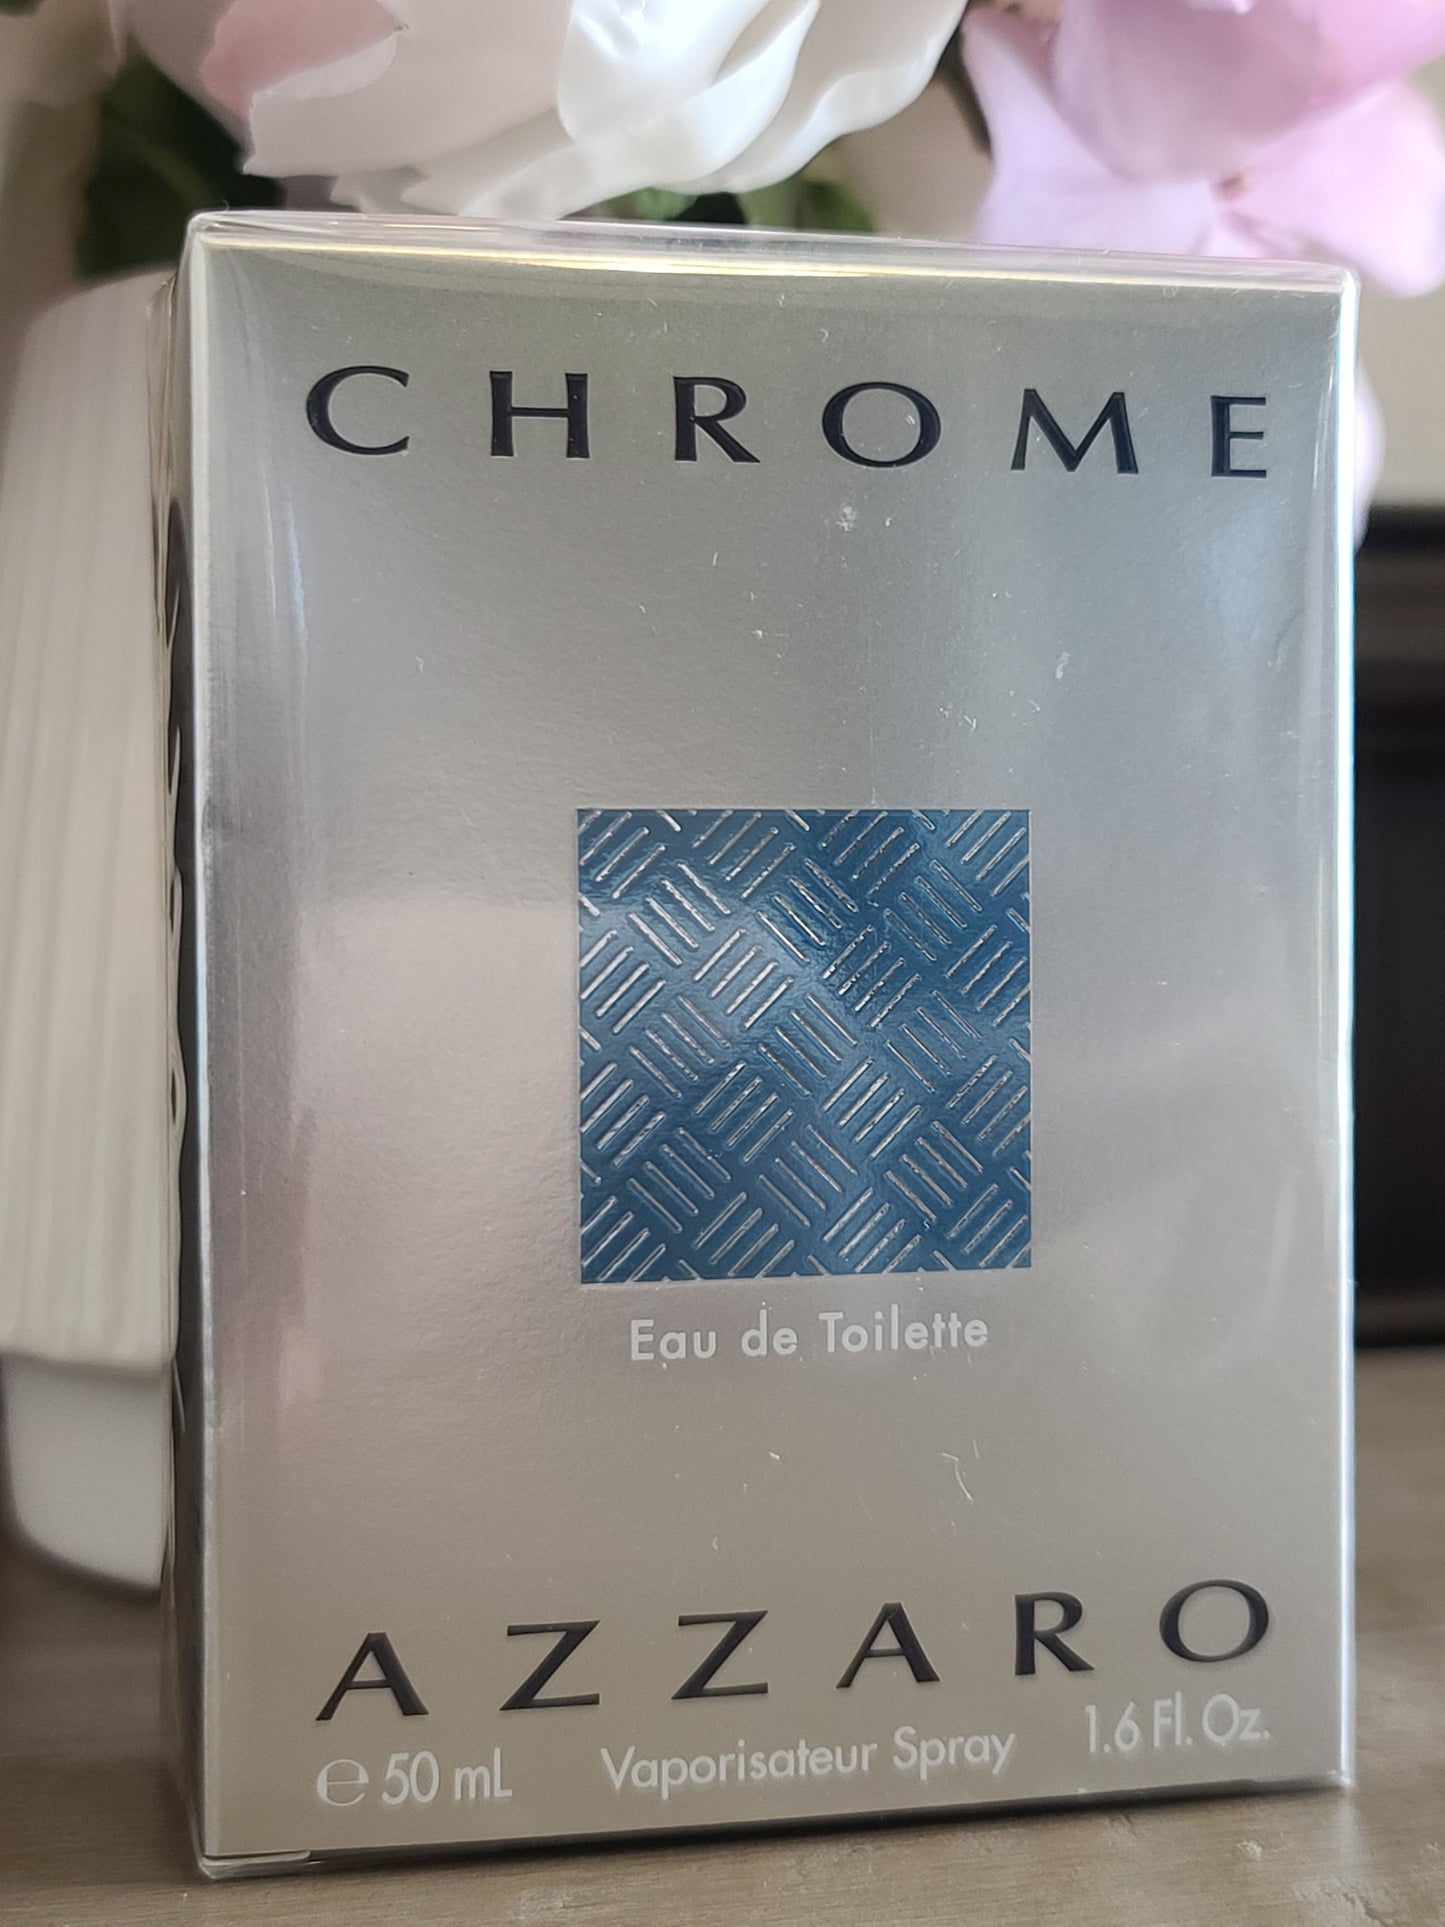 CHROME
Eau de Toilette
AZZARO
℮ 50 mL Vaporisateur Spray 1.6 Fl. Oz.